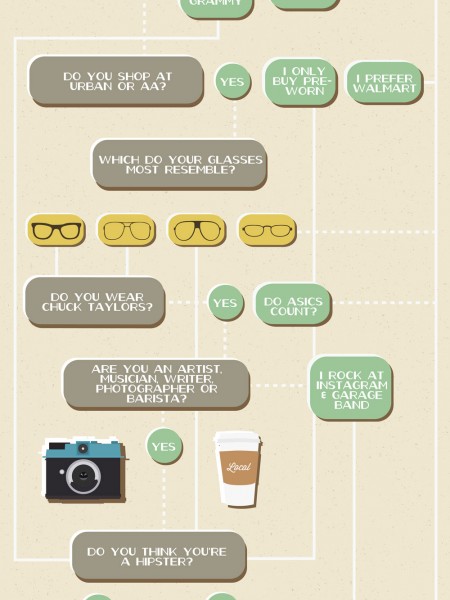 GRAMMY
DO YOU SHOP AT
URBAN OR AA?
YES
I ONLY
BUY PRE-
WORN
I PREFER
WALMART
WHICH DO YOUR GLASSES
MOST RESEMBLE?
DO YOU WEAR
CHUCK TAYLORS?
YES
DO ASICS
COUNT?
ARE YOU AN ARTIST,
MUSICIAN, WRITER,
PHOTOGRAPHER OR
BARISTA?
I ROCK AT
INSTAGRAM
& GARAGE
BAND
YES
Local
DO YOU THINK YOU'RE
A HIPSTER?